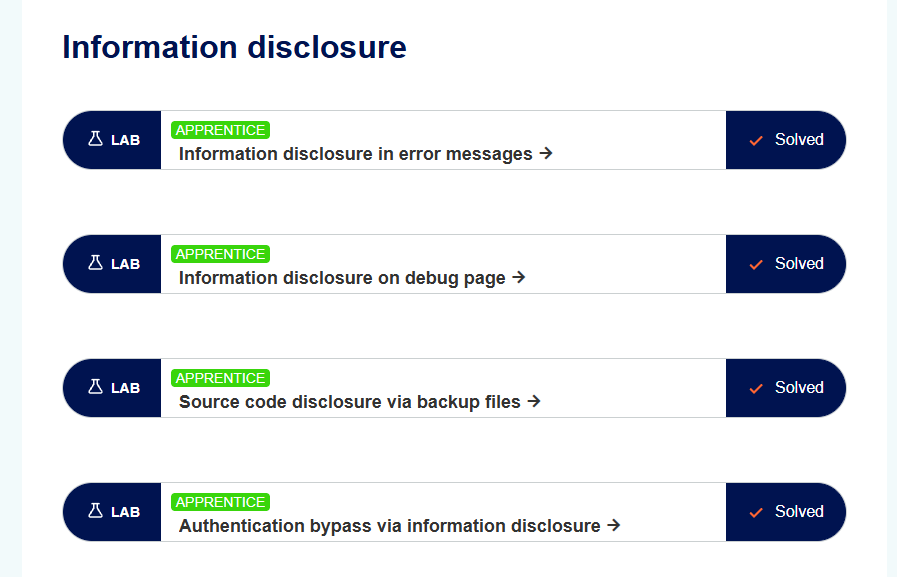 Information disclosure
LAB
APPRENTICE
Information disclosure in error messages →
Solved
LAB
APPRENTICE
Information disclosure on debug page →
Solved
LAB
APPRENTICE
Source code disclosure via backup files →
Solved
LAB
APPRENTICE
Authentication bypass via information disclosure →
Solved